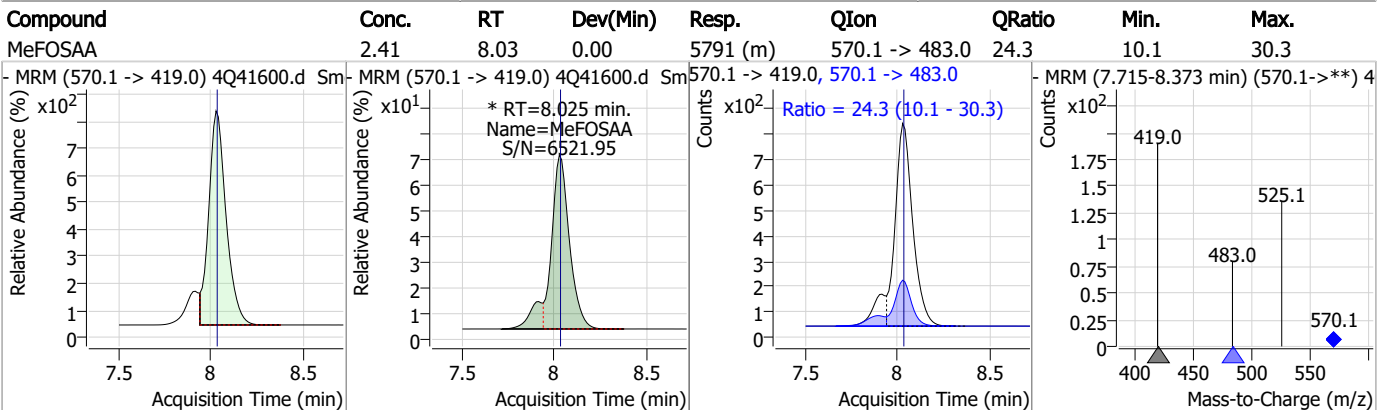 Compound Conc. RT Dev(Min) Resp. QIon QRatio Min. Max.
MeFOSAA 2.41 8.03 0.00 5791 (m) 570.1 -> 483.0 24.3 10.1 30.3
- MRM (570.1 -> 419.0) 4Q41600.d Sm
Relative Abundance (%)
x10²
7
6
5
4
3
2
1
0
7.5 8 8.5
Acquisition Time (min)
- MRM (570.1 -> 419.0) 4Q41600.d Sm
Relative Abundance (%)
x10¹
* RT=8.025 min.
Name=MeFOSAA
S/N=6521.95
7
6
5
4
3
2
1
0
7.5 8 8.5
Acquisition Time (min)
570.1 -> 419.0, 570.1 -> 483.0
Counts
x10²
Ratio = 24.3 (10.1 - 30.3)
7
6
5
4
3
2
1
0
7.5 8 8.5
Acquisition Time (min)
- MRM (7.715-8.373 min) (570.1->**) 4
Counts
x10²
419.0
1.75
1.5
525.1
1.25
1
483.0
0.75
0.5
0.25
570.1
0
400 450 500 550
Mass-to-Charge (m/z)